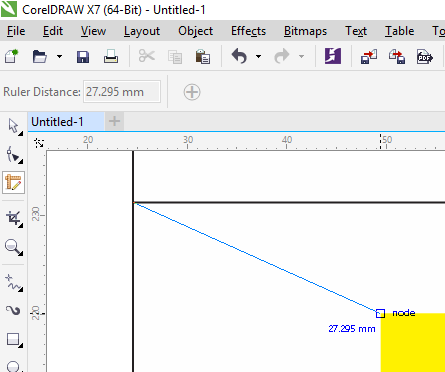 CorelDRAW X7 (64-Bit) - Untitled-1
File Edit View Layout Object Effects Bitmaps Text Table
Ruler Distance: 27.295 mm
Untitled-1
20 30 40 50
230
220
node
27.295 mm